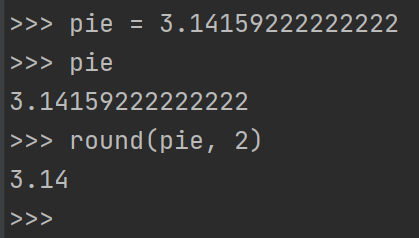 >>> pie = 3.14159222222222
>>> pie
3.14159222222222
>>> round(pie, 2)
3.14
>>>